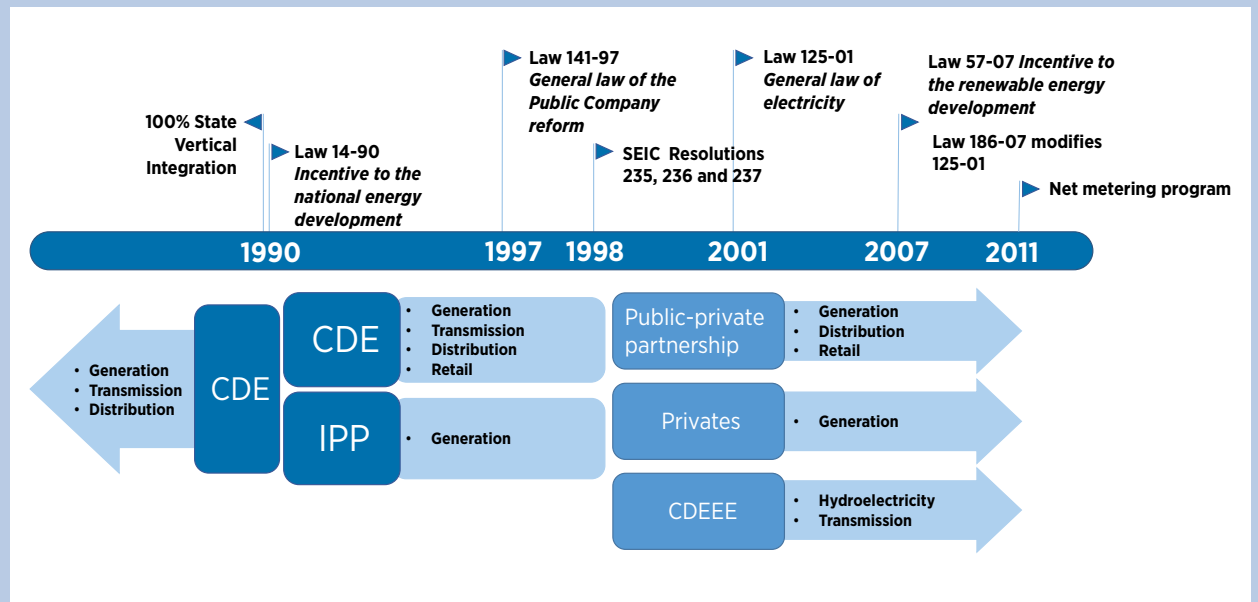 100% State
Vertical
Integration
Law 14-90
Incentive to the
national energy
development
Law 141-97
General law of the
Public Company
reform
SEIC Resolutions
235, 236 and 237
Law 125-01
General law of
electricity
Law 57-07 Incentive to
the renewable energy
development
Law 186-07 modifies
125-01
Net metering program
1990
1997
1998
2001
2007
2011
• Generation
• Transmission
• Distribution
CDE
CDE
• Generation
• Transmission
• Distribution
• Retail
IPP
• Generation
Public-private
partnership
• Generation
• Distribution
• Retail
Privates
• Generation
CDEEE
• Hydroelectricity
• Transmission